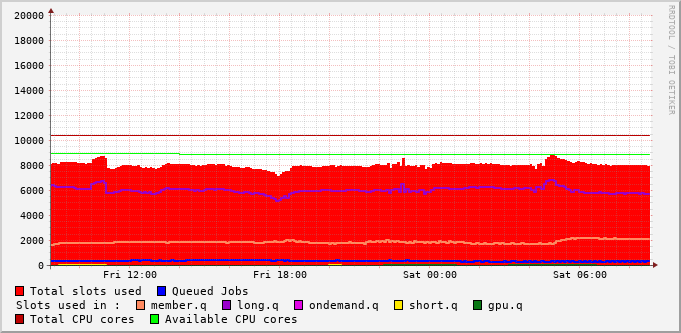 RRDTOOL / TOBI OETIKER
20000
18000
16000
14000
12000
10000
8000
6000
4000
2000
0
Fri 12:00 Fri 18:00 Sat 00:00 Sat 06:00
Total slots used Queued Jobs
Slots used in : member.q long.q ondemand.q short.q gpu.q
Total CPU cores Available CPU cores